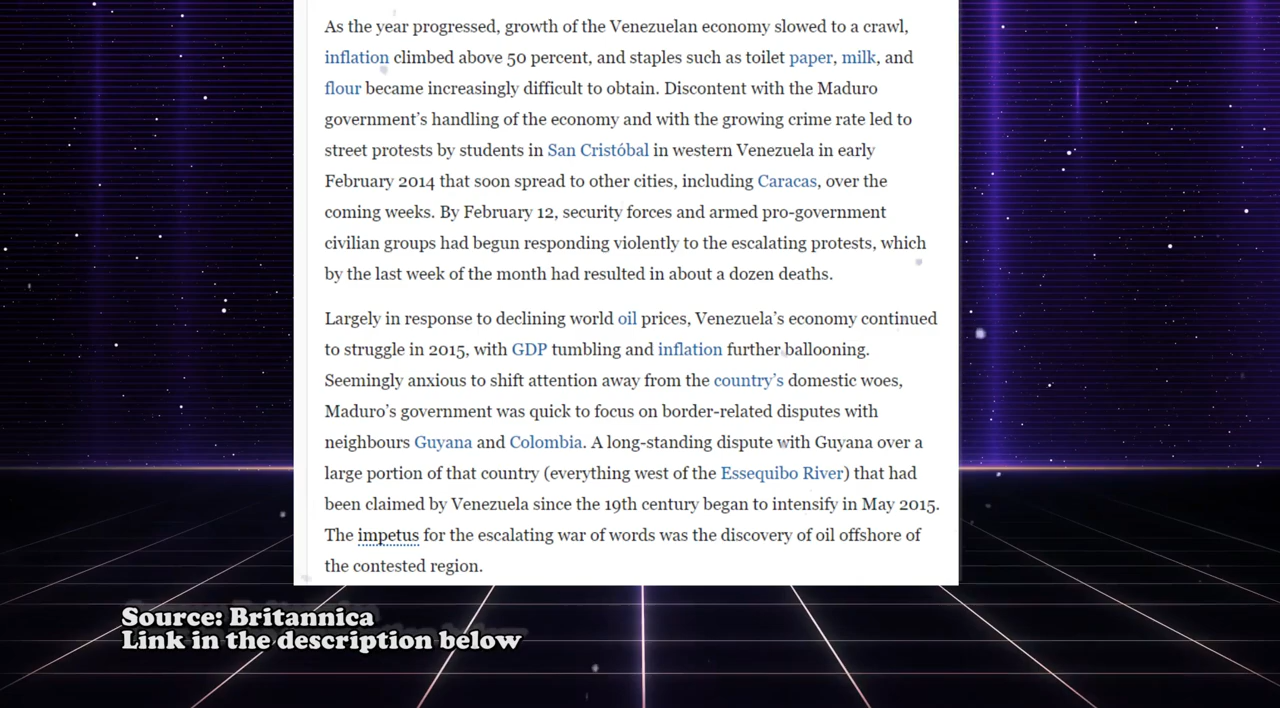 As the year progressed, growth of the Venezuelan economy slowed to a crawl,
inflation climbed above 50 percent, and staples such as toilet paper, milk, and
flour became increasingly difficult to obtain. Discontent with the Maduro
government’s handling of the economy and with the growing crime rate led to
street protests by students in San Cristóbal in western Venezuela in early
February 2014 that soon spread to other cities, including Caracas, over the
coming weeks. By February 12, security forces and armed pro-government
civilian groups had begun responding violently to the escalating protests, which
by the last week of the month had resulted in about a dozen deaths.
Largely in response to declining world oil prices, Venezuela’s economy continued
to struggle in 2015, with GDP tumbling and inflation further ballooning.
Seemingly anxious to shift attention away from the country’s domestic woes,
Maduro’s government was quick to focus on border-related disputes with
neighbours Guyana and Colombia. A long-standing dispute with Guyana over a
large portion of that country (everything west of the Essequibo River) that had
been claimed by Venezuela since the 19th century began to intensify in May 2015.
The impetus for the escalating war of words was the discovery of oil offshore of
the contested region.
Source: Britannica
Link in the description below